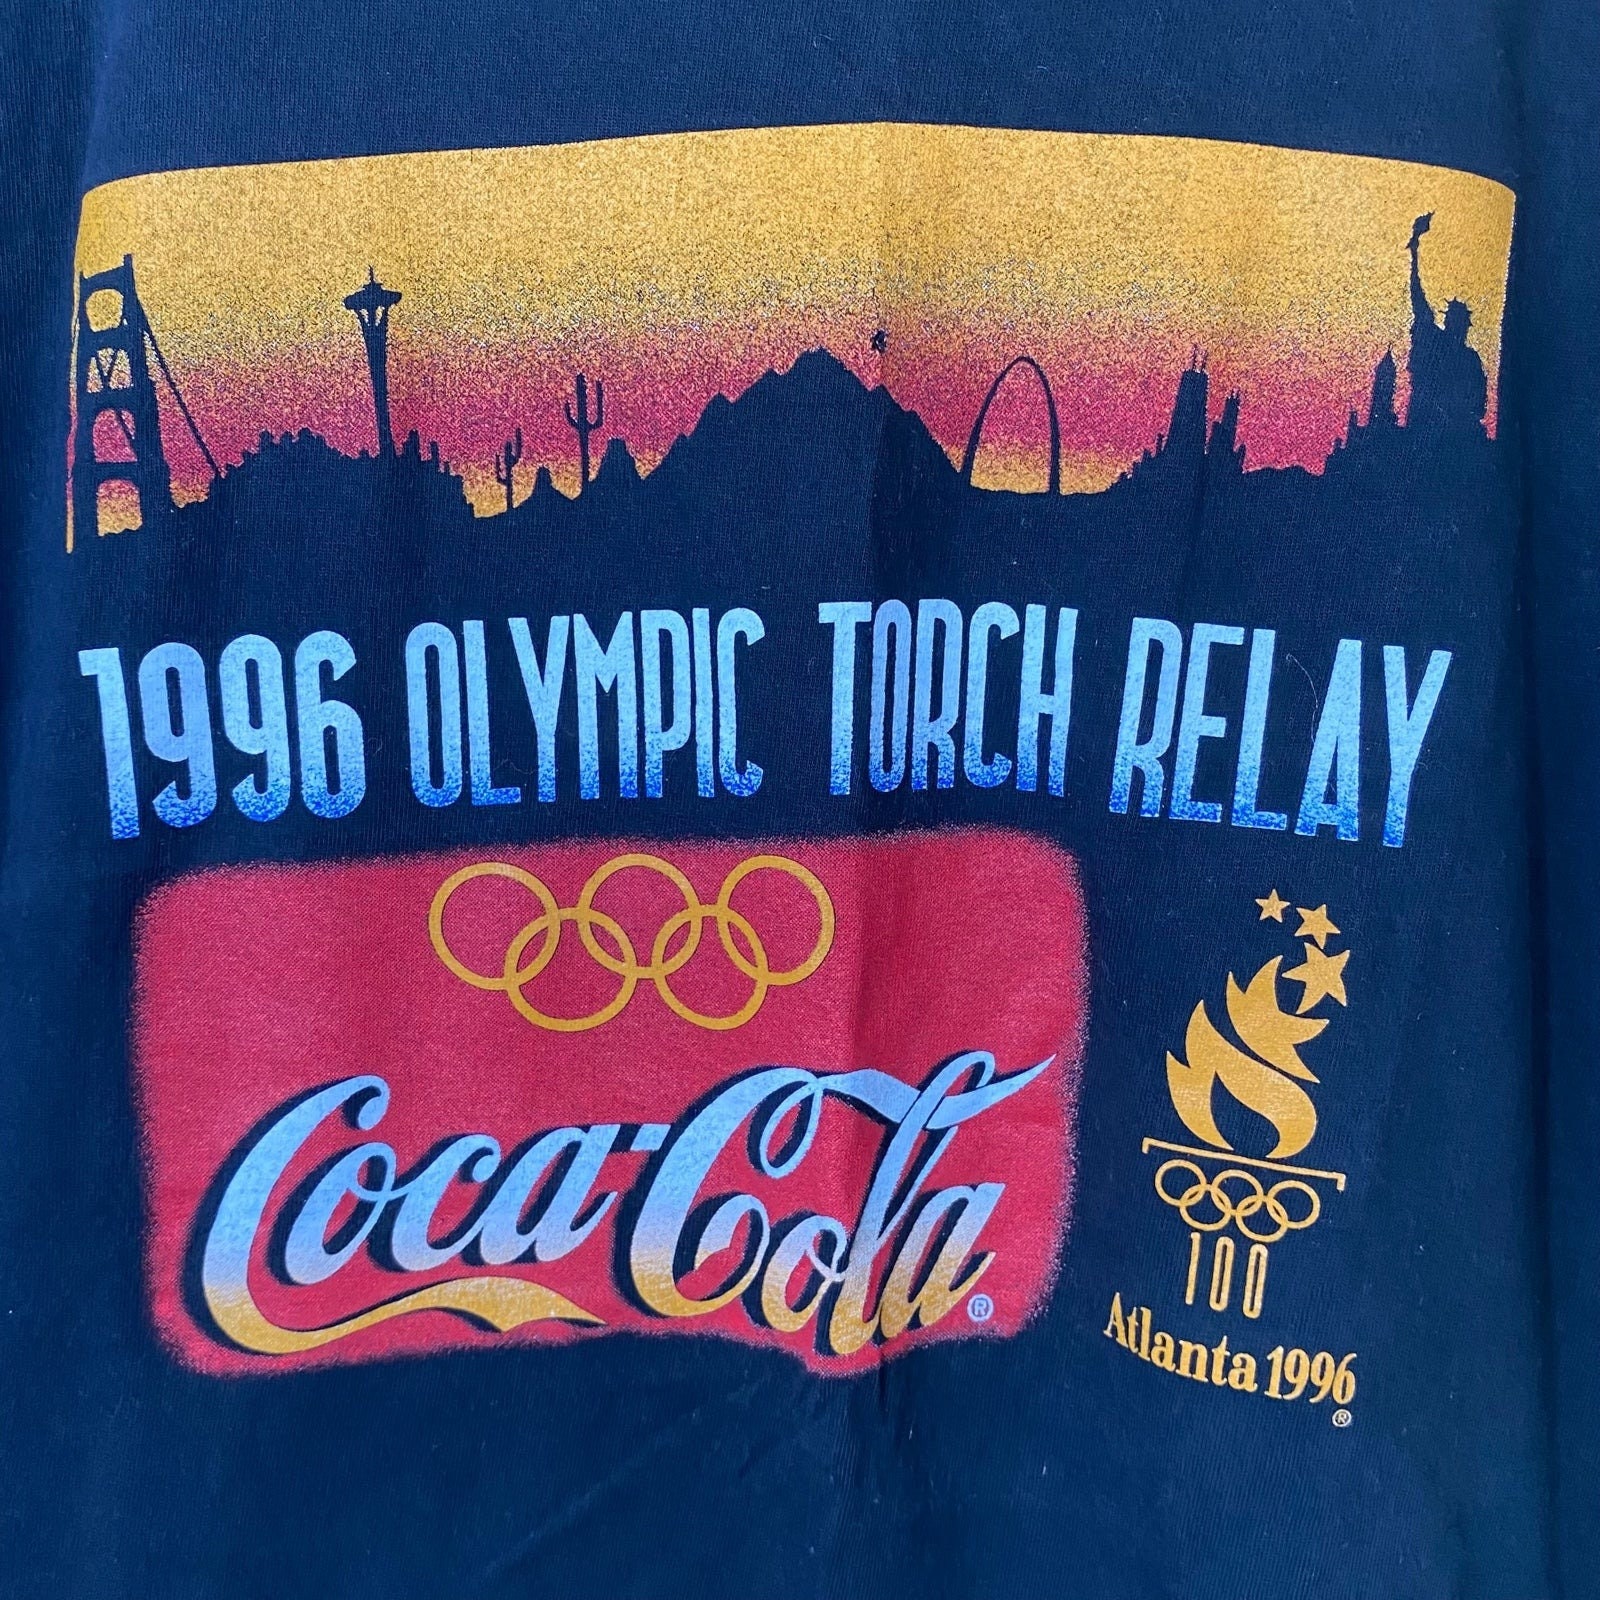 1996 OLYMPIC TORCH RELAY
Coca-Cola ®
100
Atlanta 1996
®